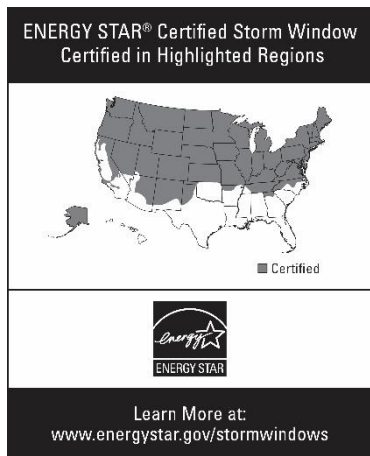 ENERGY STAR® Certified Storm Window
Certified in Highlighted Regions
Certified
energy
ENERGY STAR
Learn More at:
www.energystar.gov/stormwindows